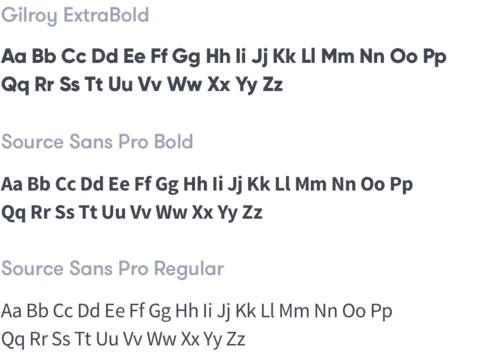 Gilroy ExtraBold
Aa Bb Cc Dd Ee Ff Gg Hh Ii Jj Kk Ll Mm Nn Oo Pp
Qq Rr Ss Tt Uu Vv Ww Xx Yy Zz
Source Sans Pro Bold
Aa Bb Cc Dd Ee Ff Gg Hh Ii Jj Kk Ll Mm Nn Oo Pp
Qq Rr Ss Tt Uu Vv Ww Xx Yy Zz
Source Sans Pro Regular
Aa Bb Cc Dd Ee Ff Gg Hh Ii Jj Kk Ll Mm Nn Oo Pp
Qq Rr Ss Tt Uu Vv Ww Xx Yy Zz